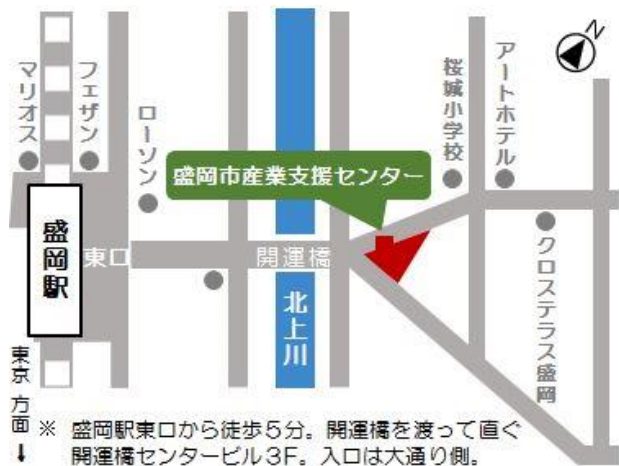 N
マリオス
フェザン
ローソン
桜城小学校
アートホテル
盛岡市産業支援センター
盛岡駅
東口
開運橋
北上川
クロステラス盛岡
東京 方面 ↓
※ 盛岡駅東口から徒歩5分。開運橋を渡って直ぐ
開運橋センタービル3F。入口は大通り側。